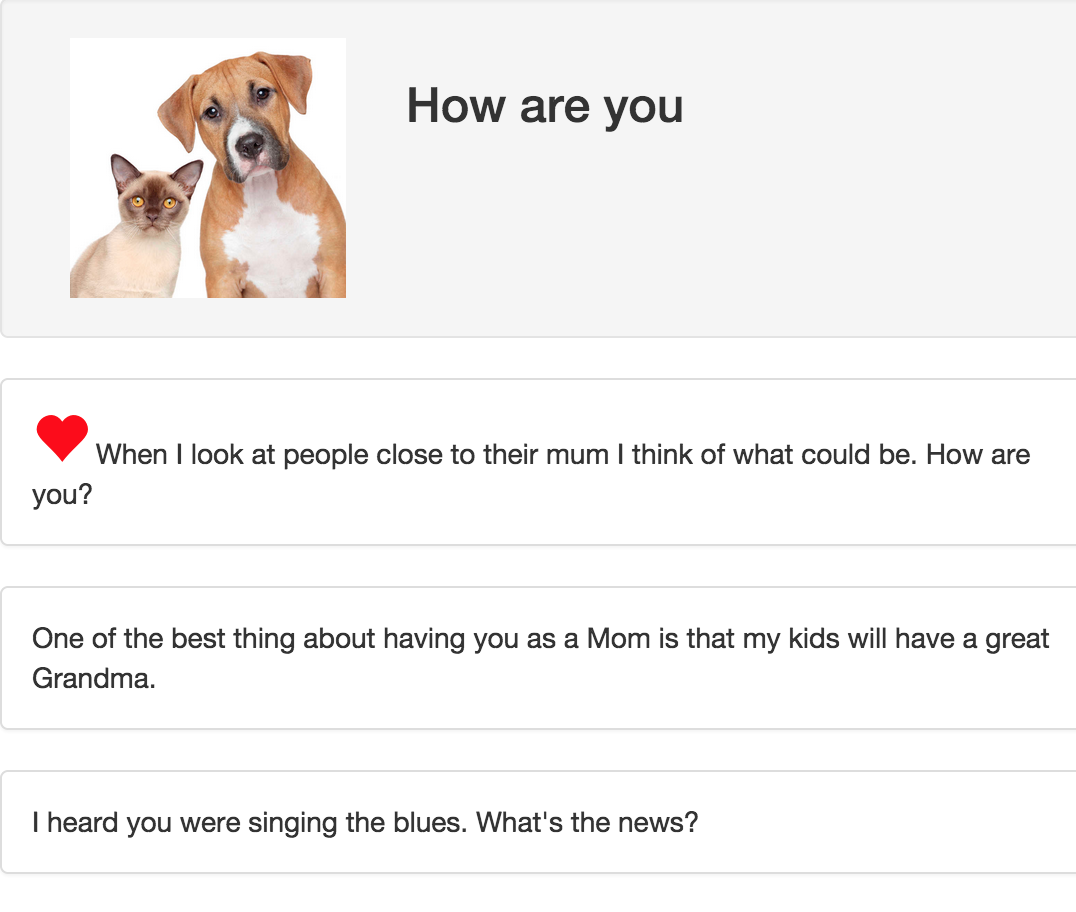 How are you
When I look at people close to their mum I think of what could be. How are
you?
One of the best thing about having you as a Mom is that my kids will have a great
Grandma.
I heard you were singing the blues. What's the news?